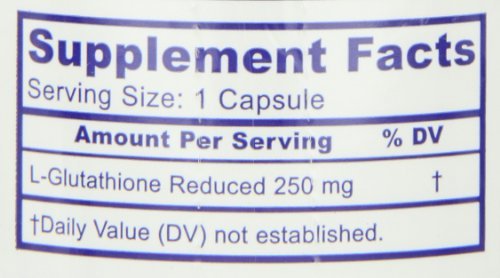 Supplement Facts
Serving Size: 1 Capsule
Amount Per Serving % DV
L-Glutathione Reduced 250 mg †
†Daily Value (DV) not established.